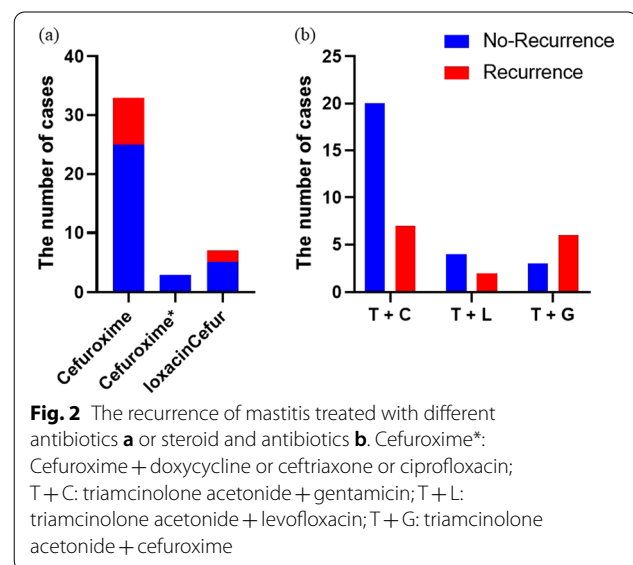 (a)
The number of cases
40
30
20
10
0
Cefuroxime
Cefuroxime*
loxacinCefur
(b)
No-Recurrence
Recurrence
The number of cases
25
20
15
10
5
0
T + C
T + L
T + G
Fig. 2 The recurrence of mastitis treated with different
antibiotics a or steroid and antibiotics b. Cefuroxime*:
Cefuroxime + doxycycline or ceftriaxone or ciprofloxacin;
T + C: triamcinolone acetonide + gentamicin; T + L:
triamcinolone acetonide + levofloxacin; T + G: triamcinolone
acetonide + cefuroxime